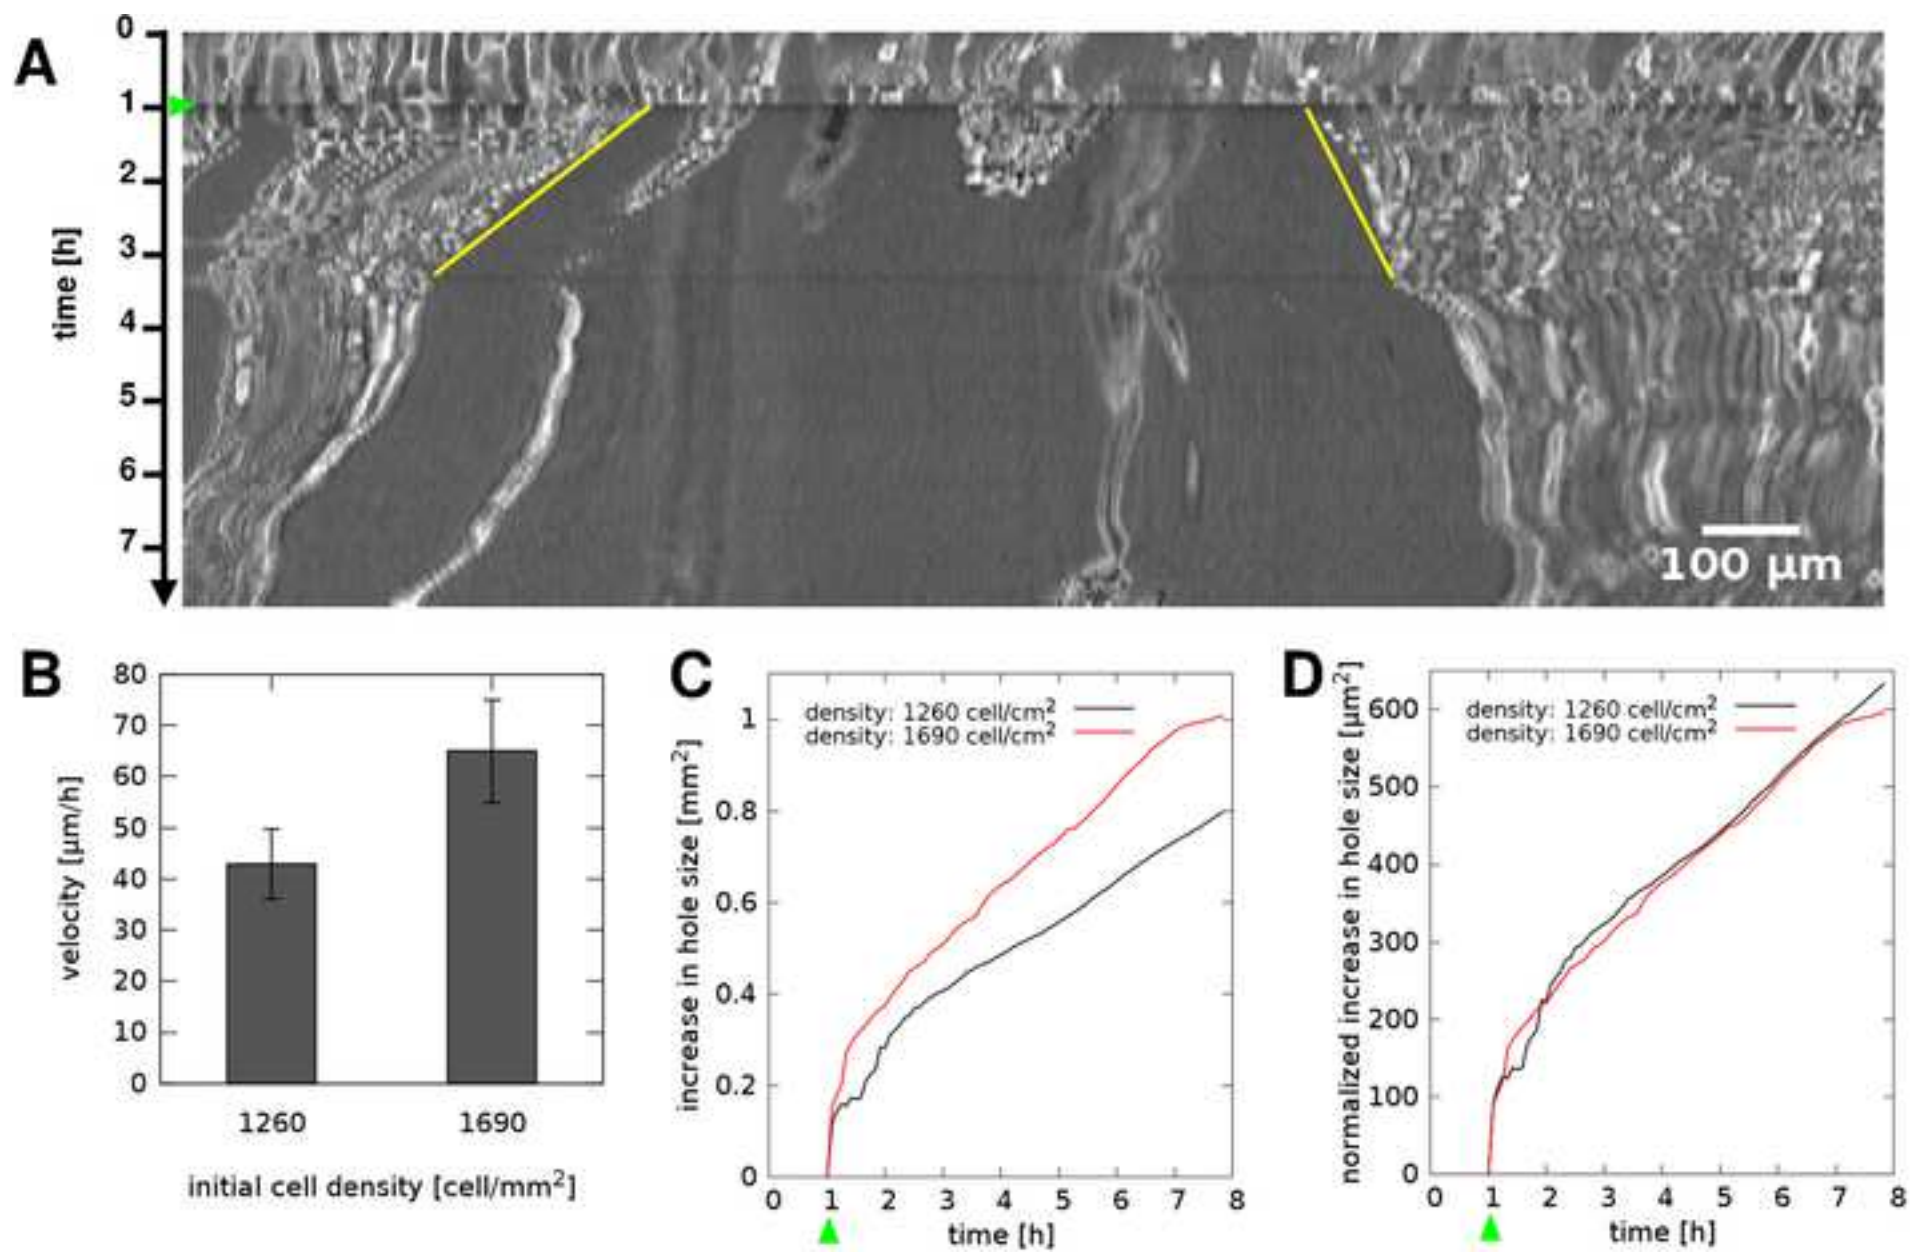 A
0
1
2
3
4
5
6
7
time [h]
100 µm
B
80
70
60
50
40
30
20
10
0
velocity [µm/h]
1260 1690
initial cell density [cell/mm²]
C
density: 1260 cell/cm²
density: 1690 cell/cm²
1
0.8
0.6
0.4
0.2
0
increase in hole size [mm²]
0 1 2 3 4 5 6 7 8
time [h]
D
density: 1260 cell/cm²
density: 1690 cell/cm²
600
500
400
300
200
100
0
normalized increase in hole size [µm²]
0 1 2 3 4 5 6 7 8
time [h]